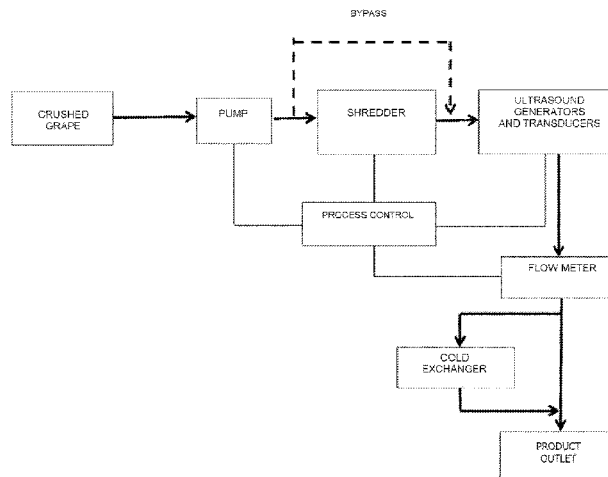 BYPASS
CRUSHED
GRAPE
PUMP
SHREDDER
ULTRASOUND
GENERATORS
AND TRANSDUCERS
PROCESS CONTROL
FLOW METER
COLD
EXCHANGER
PRODUCT
OUTLET